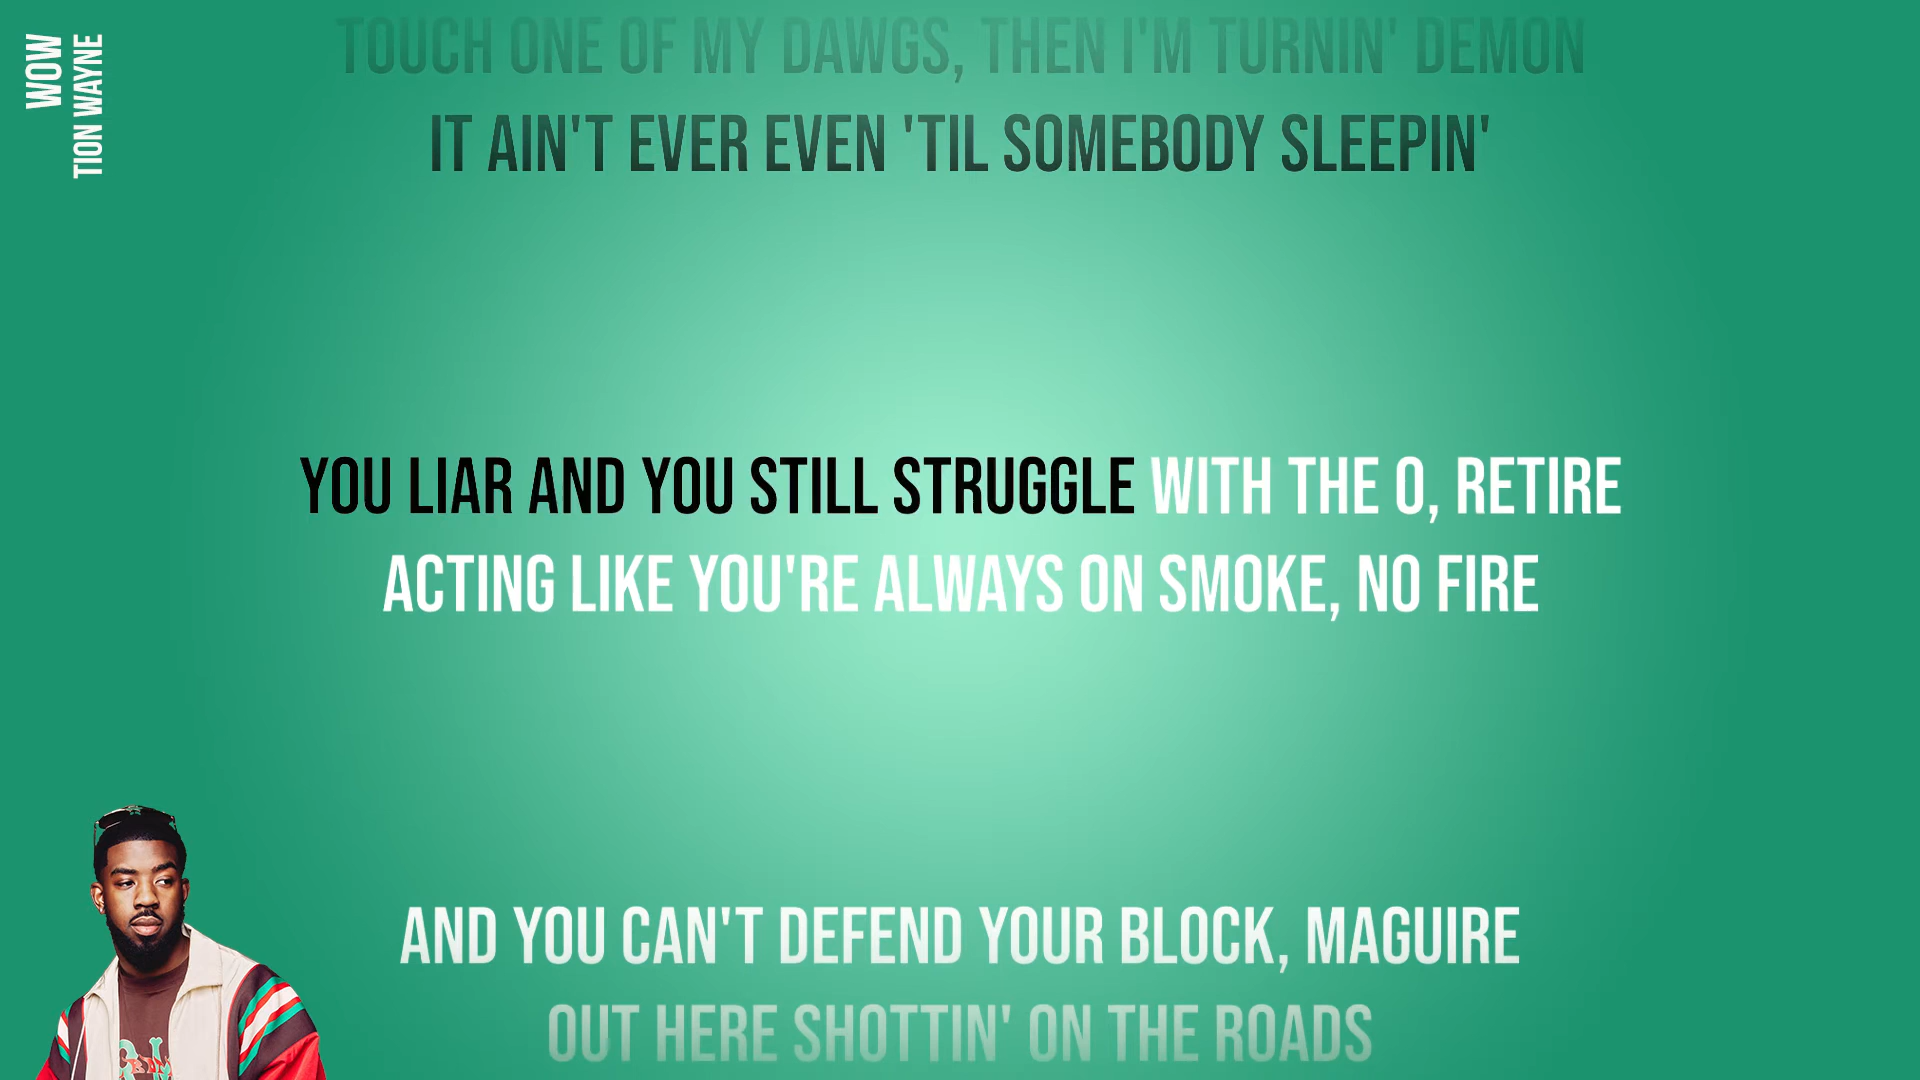 WOW
TION WAYNE
TOUCH ONE OF MY DAWGS, THEN I'M TURNIN' DEMON
IT AIN'T EVER EVEN 'TIL SOMEBODY SLEEPIN'
YOU LIAR AND YOU STILL STRUGGLE WITH THE O, RETIRE
ACTING LIKE YOU'RE ALWAYS ON SMOKE, NO FIRE
AND YOU CAN'T DEFEND YOUR BLOCK, MAGUIRE
OUT HERE SHOTTIN' ON THE ROADS